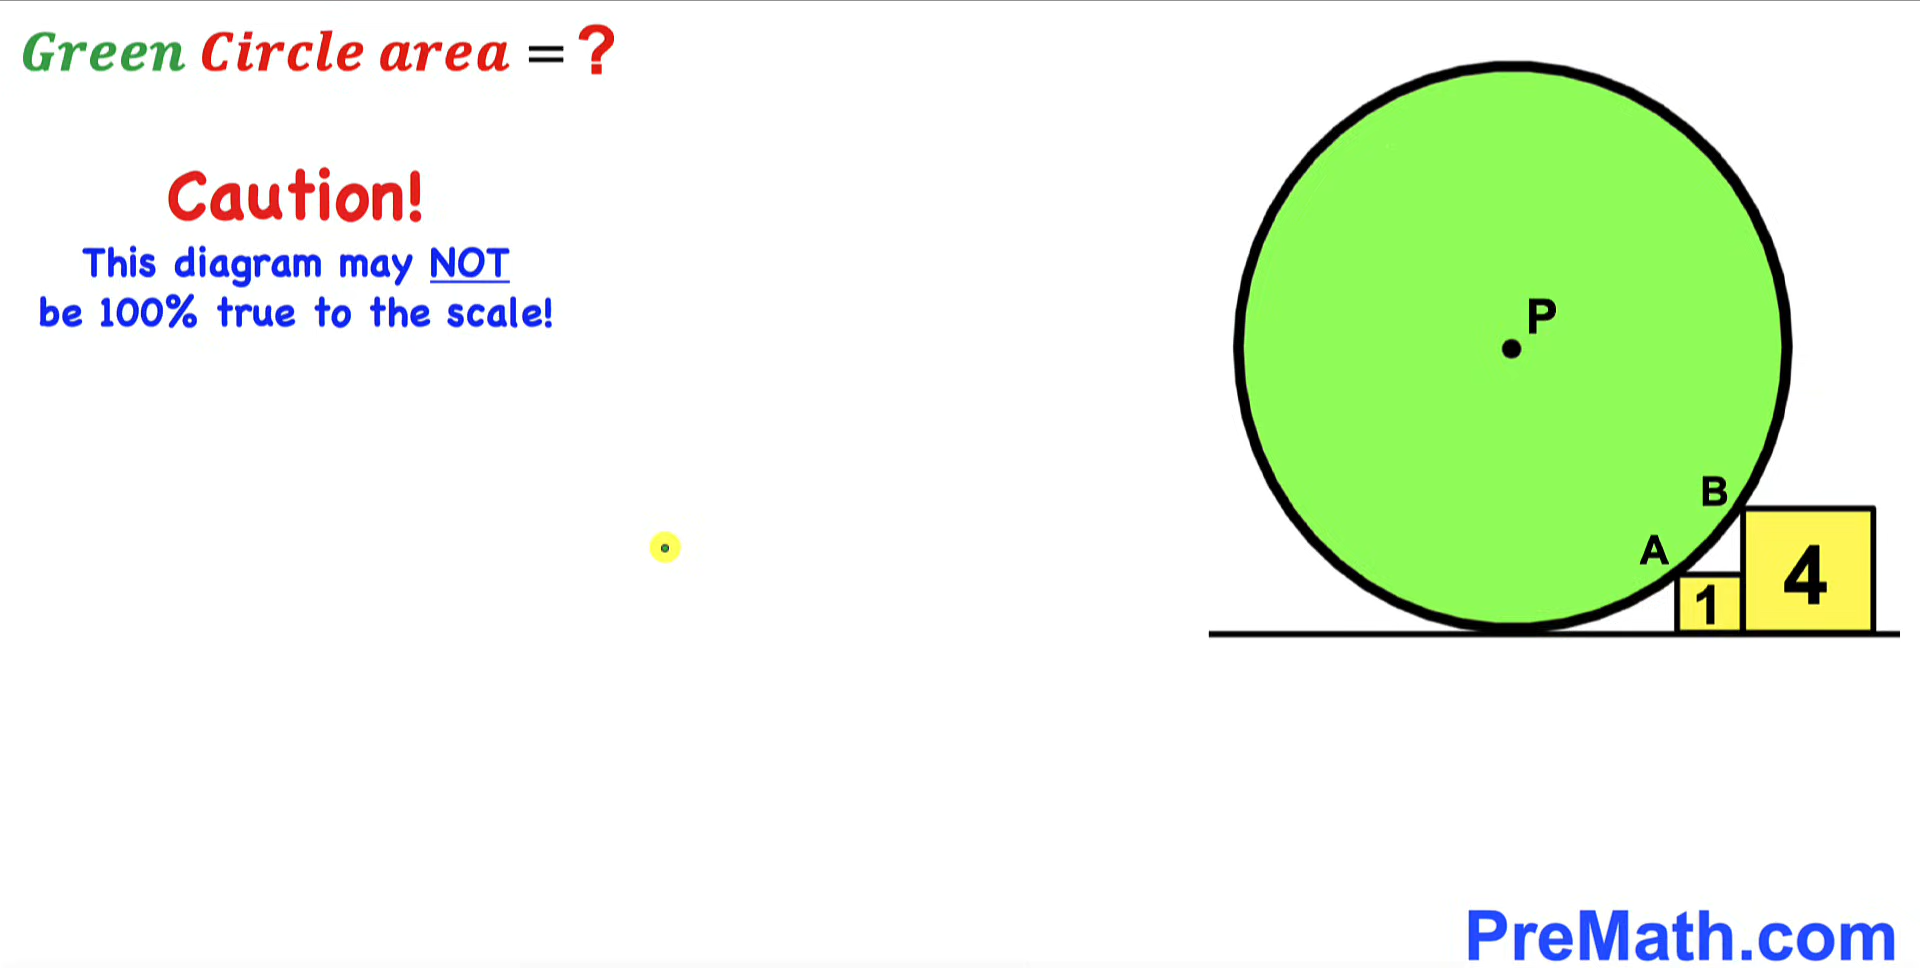 Green Circle area = ?
Caution!
This diagram may NOT
be 100% true to the scale!
P
B
A
4
1
PreMath.com